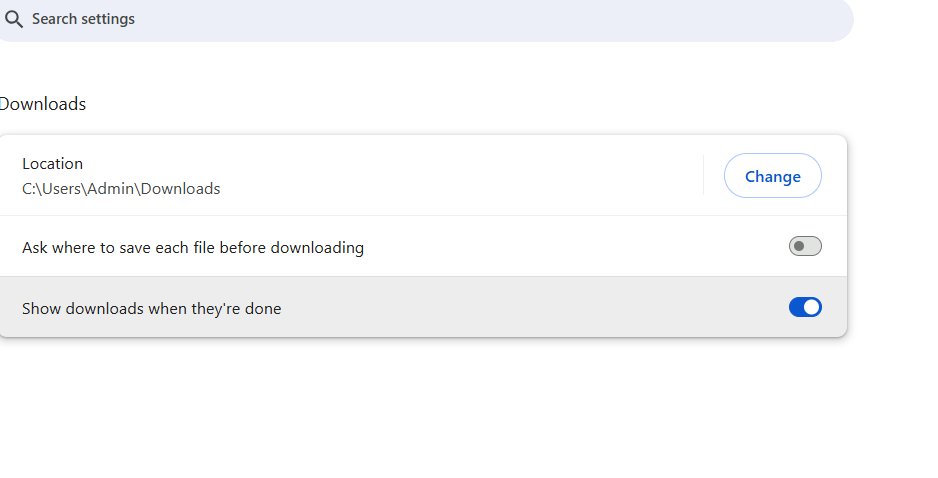 Search settings
Downloads
Location
C:\Users\Admin\Downloads
Change
Ask where to save each file before downloading
Show downloads when they're done